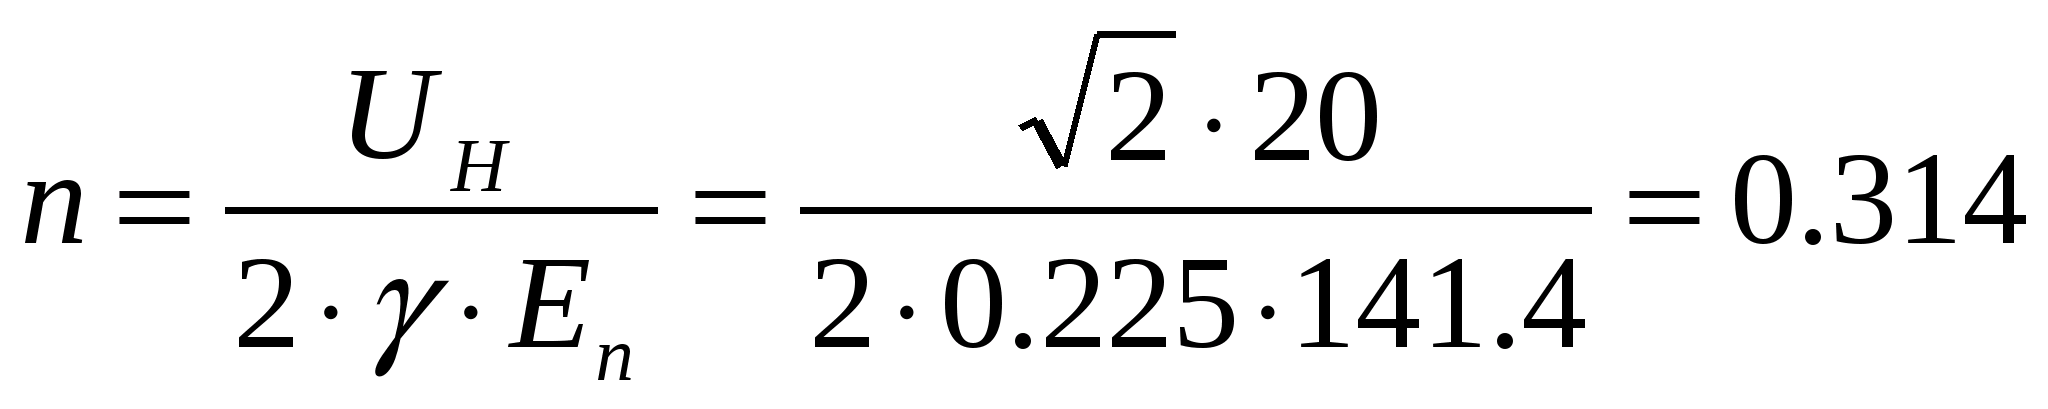 n = U_H / (2 · γ · E_n) = (√2 · 20) / (2 · 0.225 · 141.4) = 0.314